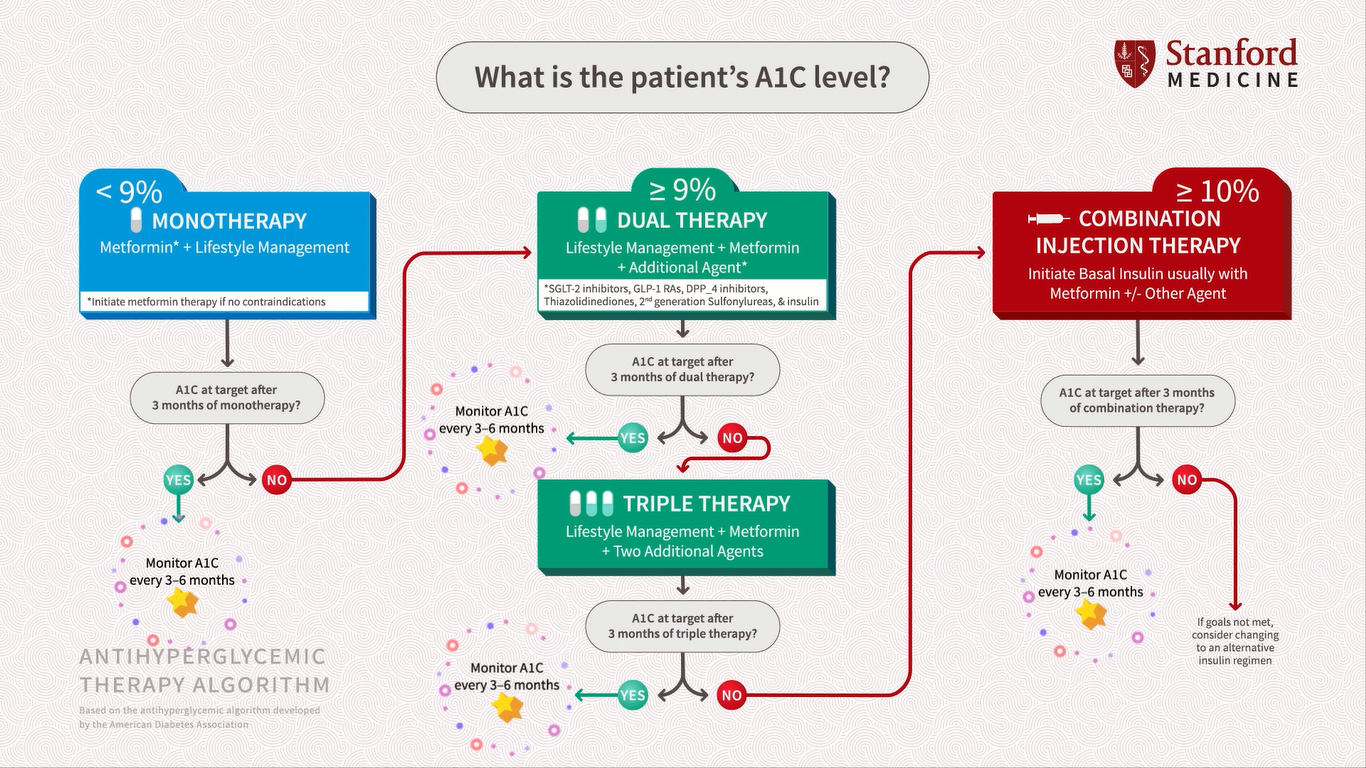 What is the patient's A1C level?
Stanford
MEDICINE
< 9%
MONOTHERAPY
Metformin* + Lifestyle Management
*Initiate metformin therapy if no contraindications
A1C at target after
3 months of monotherapy?
YES
NO
Monitor A1C
every 3–6 months
≥ 9%
DUAL THERAPY
Lifestyle Management + Metformin
+ Additional Agent*
*SGLT-2 inhibitors, GLP-1 RAs, DPP_4 inhibitors,
Thiazolidinediones, 2nd generation Sulfonylureas, & insulin
A1C at target after
3 months of dual therapy?
YES
NO
Monitor A1C
every 3–6 months
TRIPLE THERAPY
Lifestyle Management + Metformin
+ Two Additional Agents
A1C at target after
3 months of triple therapy?
YES
NO
Monitor A1C
every 3–6 months
≥ 10%
COMBINATION
INJECTION THERAPY
Initiate Basal Insulin usually with
Metformin +/- Other Agent
A1C at target after 3 months
of combination therapy?
YES
NO
Monitor A1C
every 3–6 months
If goals not met,
consider changing
to an alternative
insulin regimen
ANTIHYPERGLYCEMIC
THERAPY ALGORITHM
Based on the antihyperglycemic algorithm developed
by the American Diabetes Association